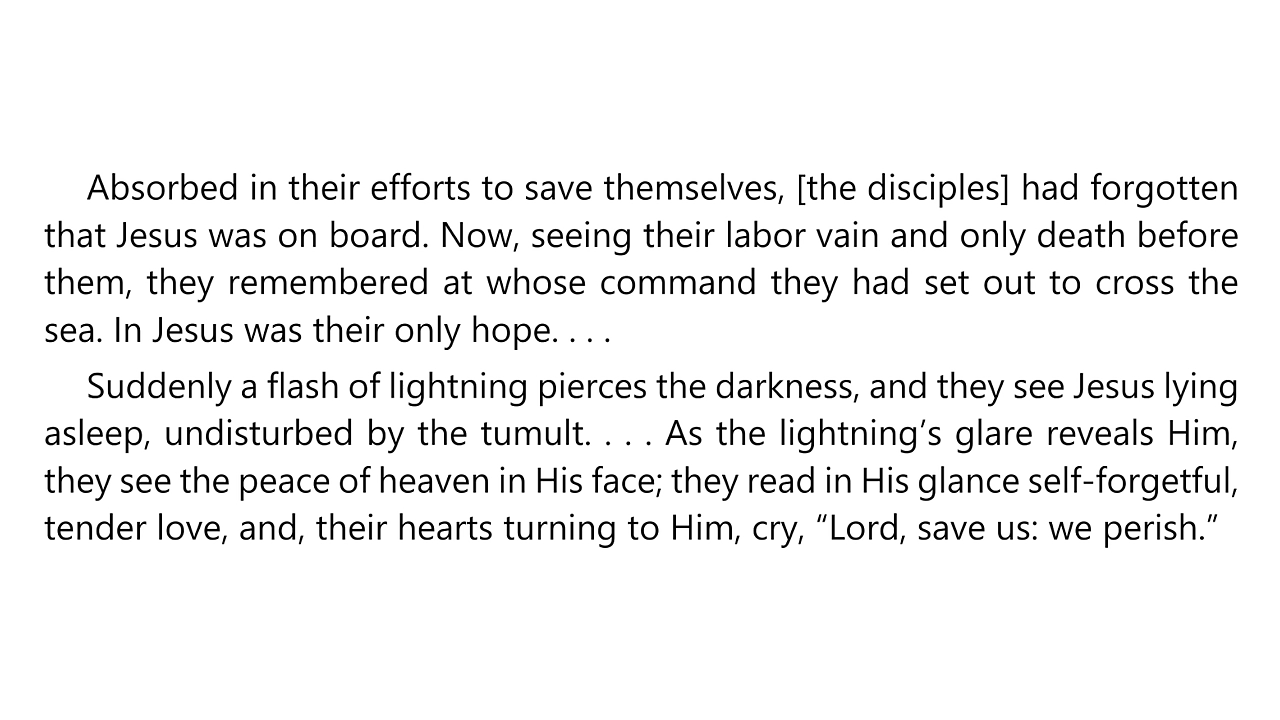 Absorbed in their efforts to save themselves, [the disciples] had forgotten
that Jesus was on board. Now, seeing their labor vain and only death before
them, they remembered at whose command they had set out to cross the
sea. In Jesus was their only hope. . . .
Suddenly a flash of lightning pierces the darkness, and they see Jesus lying
asleep, undisturbed by the tumult. . . . As the lightning’s glare reveals Him,
they see the peace of heaven in His face; they read in His glance self-forgetful,
tender love, and, their hearts turning to Him, cry, “Lord, save us: we perish.”